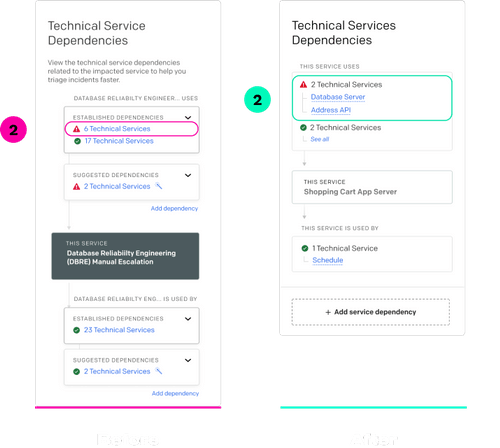 Technical Service
Dependencies
View the technical service dependencies
related to the impacted service to help you
triage incidents faster.
DATABASE RELIABILTY ENGINEER... USES
ESTABLISHED DEPENDENCIES
2
6 Technical Services
17 Technical Services
SUGGESTED DEPENDENCIES
2 Technical Services
Add dependency
THIS SERVICE
Database Reliability Engineering
(DBRE) Manual Escalation
DATABASE RELIABILTY ENG... IS USED BY
ESTABLISHED DEPENDENCIES
23 Technical Services
SUGGESTED DEPENDENCIES
2 Technical Services
Add dependency
Technical Services
Dependencies
THIS SERVICE USES
2
2 Technical Services
Database Server
Address API
2 Technical Services
See all
THIS SERVICE
Shopping Cart App Server
THIS SERVICE IS USED BY
1 Technical Service
Schedule
+ Add service dependency